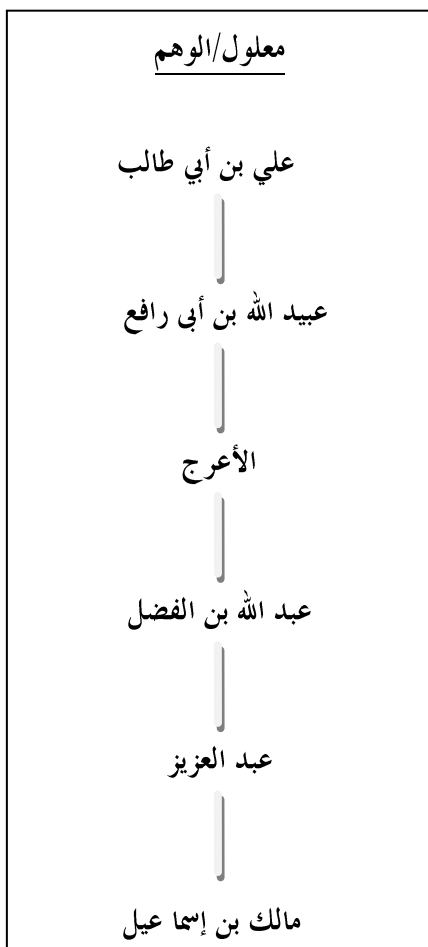 معلول/الوهم
علي بن أبي طالب
عبيد الله بن أبى رافع
الأعرج
عبد الله بن الفضل
عبد العزيز
مالك بن إسما عيل